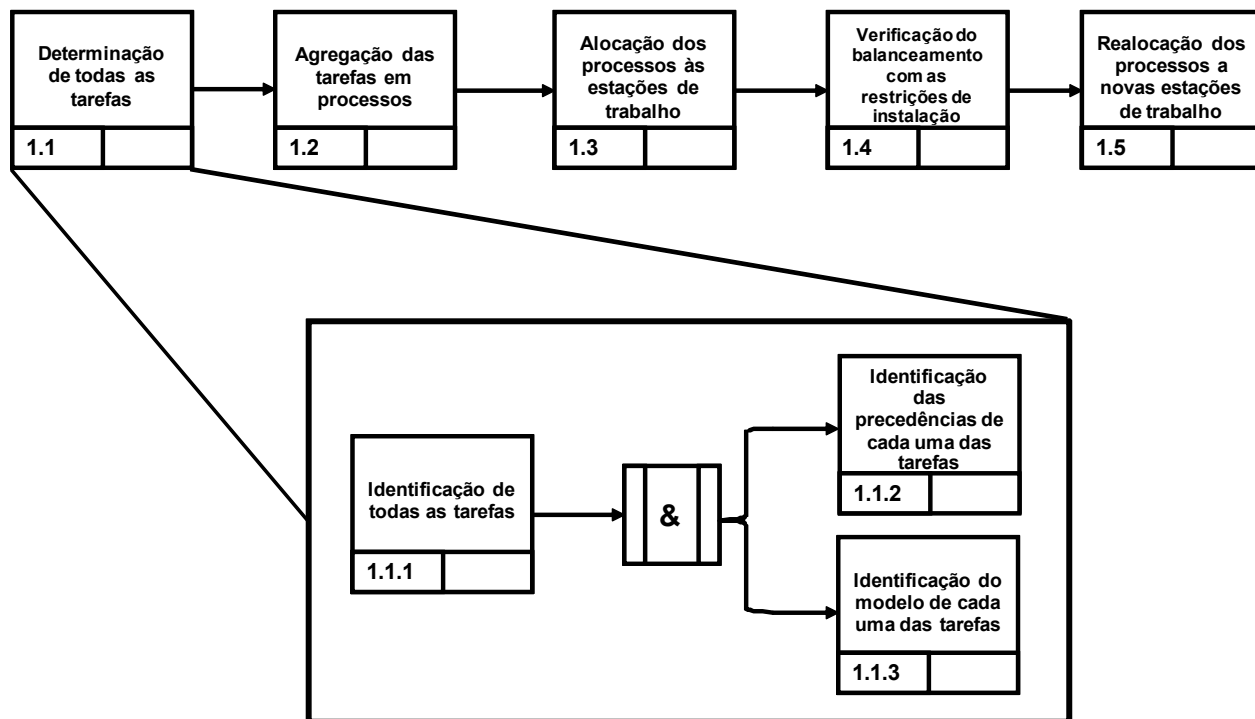 Determinação
de todas as
tarefas
1.1
Agregação das
tarefas em
processos
1.2
Alocação dos
processos às
estações de
trabalho
1.3
Verificação do
balanceamento
com as
restrições de
instalação
1.4
Realocação dos
processos a
novas estações
de trabalho
1.5
Identificação de
todas as tarefas
1.1.1
&
Identificação
das
precedências de
cada uma das
tarefas
1.1.2
Identificação do
modelo de cada
uma das tarefas
1.1.3